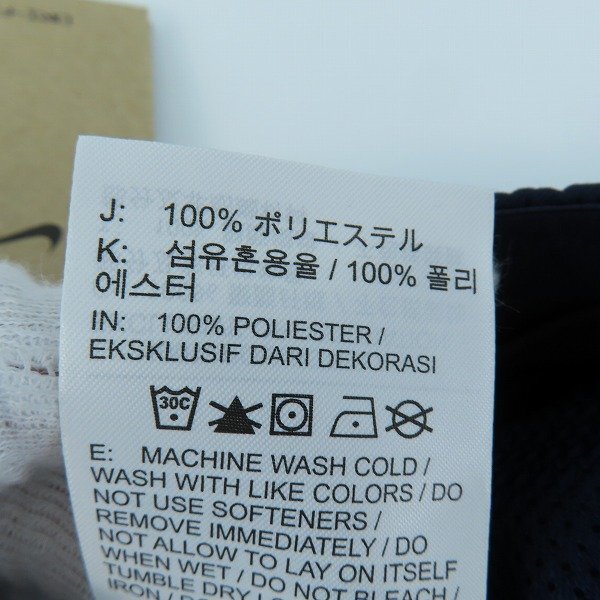 J: 100% ポリエステル
K: 섬유혼용율 / 100% 폴리
에스터
IN: 100% POLIESTER /
EKSKLUSIF DARI DEKORASI
30C
E: MACHINE WASH COLD /
WASH WITH LIKE COLORS / DO
NOT USE SOFTENERS /
REMOVE IMMEDIATELY / DO
NOT ALLOW TO LAY ON ITSELF
WHEN WET / DO NOT BLEACH /
TUMBLE DRY
IRON /